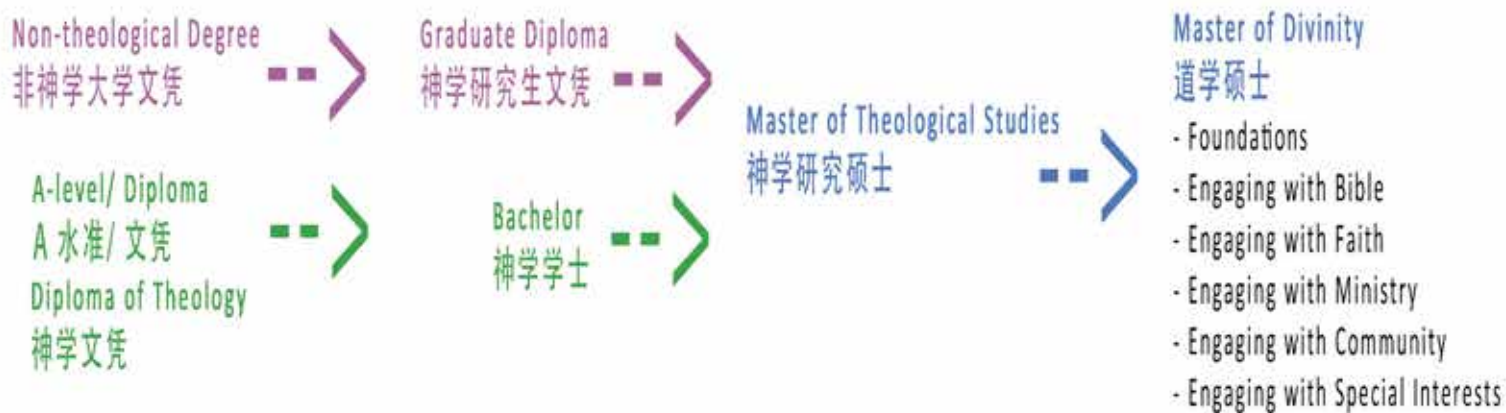 Non-theological Degree
非神学大学文凭
Graduate Diploma
神学研究生文凭
A-level/ Diploma
A 水准/ 文凭
Diploma of Theology
神学文凭
Bachelor
神学学士
Master of Theological Studies
神学研究硕士
Master of Divinity
道学硕士
- Foundations
- Engaging with Bible
- Engaging with Faith
- Engaging with Ministry
- Engaging with Community
- Engaging with Special Interests